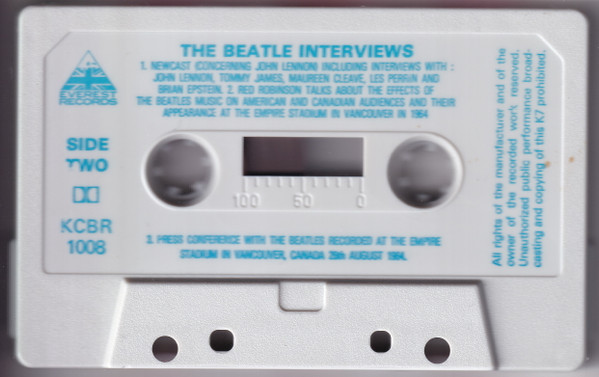 THE BEATLE INTERVIEWS
1. NEWCAST (CONCERNING JOHN LENNON) INCLUDING INTERVIEWS WITH :
JOHN LENNON, TOMMY JAMES, MAUREEN CLEAVE, LES PERRIN AND
BRIAN EPSTEIN. 2. RED ROBINSON TALKS ABOUT THE EFFECTS OF
THE BEATLES MUSIC ON AMERICAN AND CANADIAN AUDIENCES AND THEIR
APPEARANCE AT THE EMPIRE STADIUM IN VANCOUVER IN 1964
EVEREST
RECORDS
SIDE
TWO
KCBR
1008
100 50 0
3. PRESS CONFERENCE WITH THE BEATLES RECORDED AT THE EMPIRE
STADIUM IN VANCOUVER, CANADA 29th AUGUST 1964.
All rights of the manufacturer and of the
owner of the recorded work reserved.
Unauthorized public performance broad-
casting and copying of this K7 prohibited.